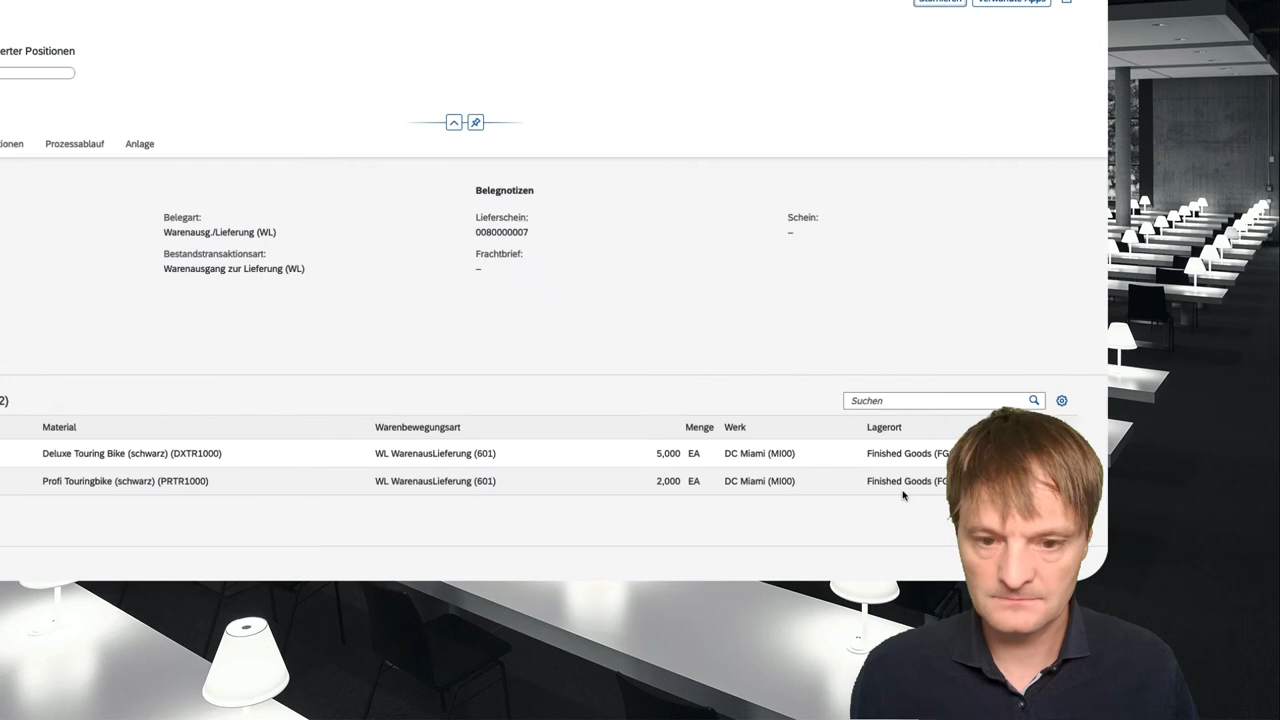 Stornieren Verwandte Apps
erter Positionen
ionen Prozessablauf Anlage
Belegnotizen
Belegart: Lieferschein: Schein:
Warenausg./Lieferung (WL) 0080000007 –
Bestandstransaktionsart: Frachtbrief:
Warenausgang zur Lieferung (WL) –
2) Suchen
Material Warenbewegungsart Menge Werk Lagerort
Deluxe Touring Bike (schwarz) (DXTR1000) WL WarenausLieferung (601) 5,000 EA DC Miami (MI00) Finished Goods (FG
Profi Touringbike (schwarz) (PRTR1000) WL WarenausLieferung (601) 2,000 EA DC Miami (MI00) Finished Goods (FG